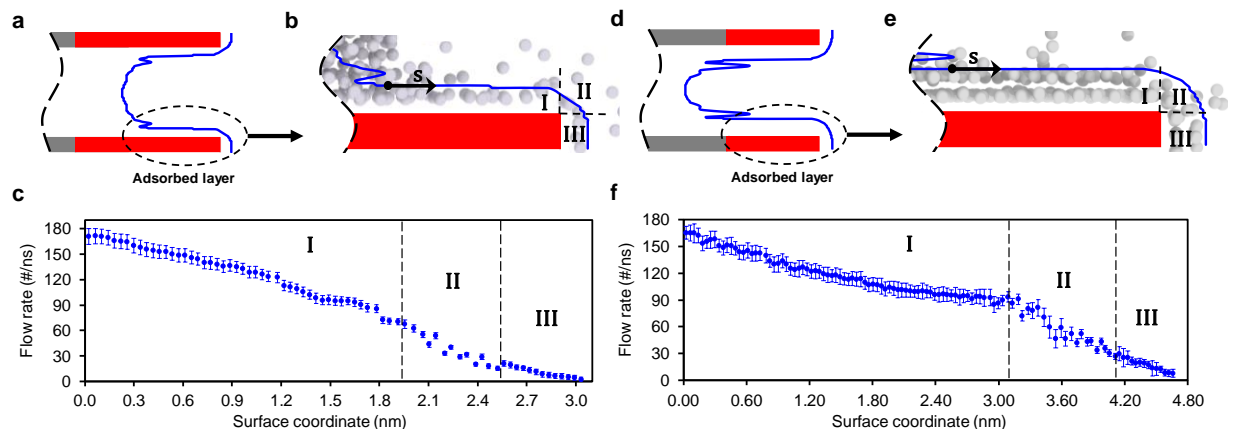 a
b
d
e
s
I
II
III
Adsorbed layer
s
I
II
III
Adsorbed layer
c
180
150
120
90
60
30
0
Flow rate (#/ns)
I
II
III
0.0 0.3 0.6 0.9 1.2 1.5 1.8 2.1 2.4 2.7 3.0
Surface coordinate (nm)
f
180
150
120
90
60
30
0
Flow rate (#/ns)
I
II
III
0.00 0.60 1.20 1.80 2.40 3.00 3.60 4.20 4.80
Surface coordinate (nm)